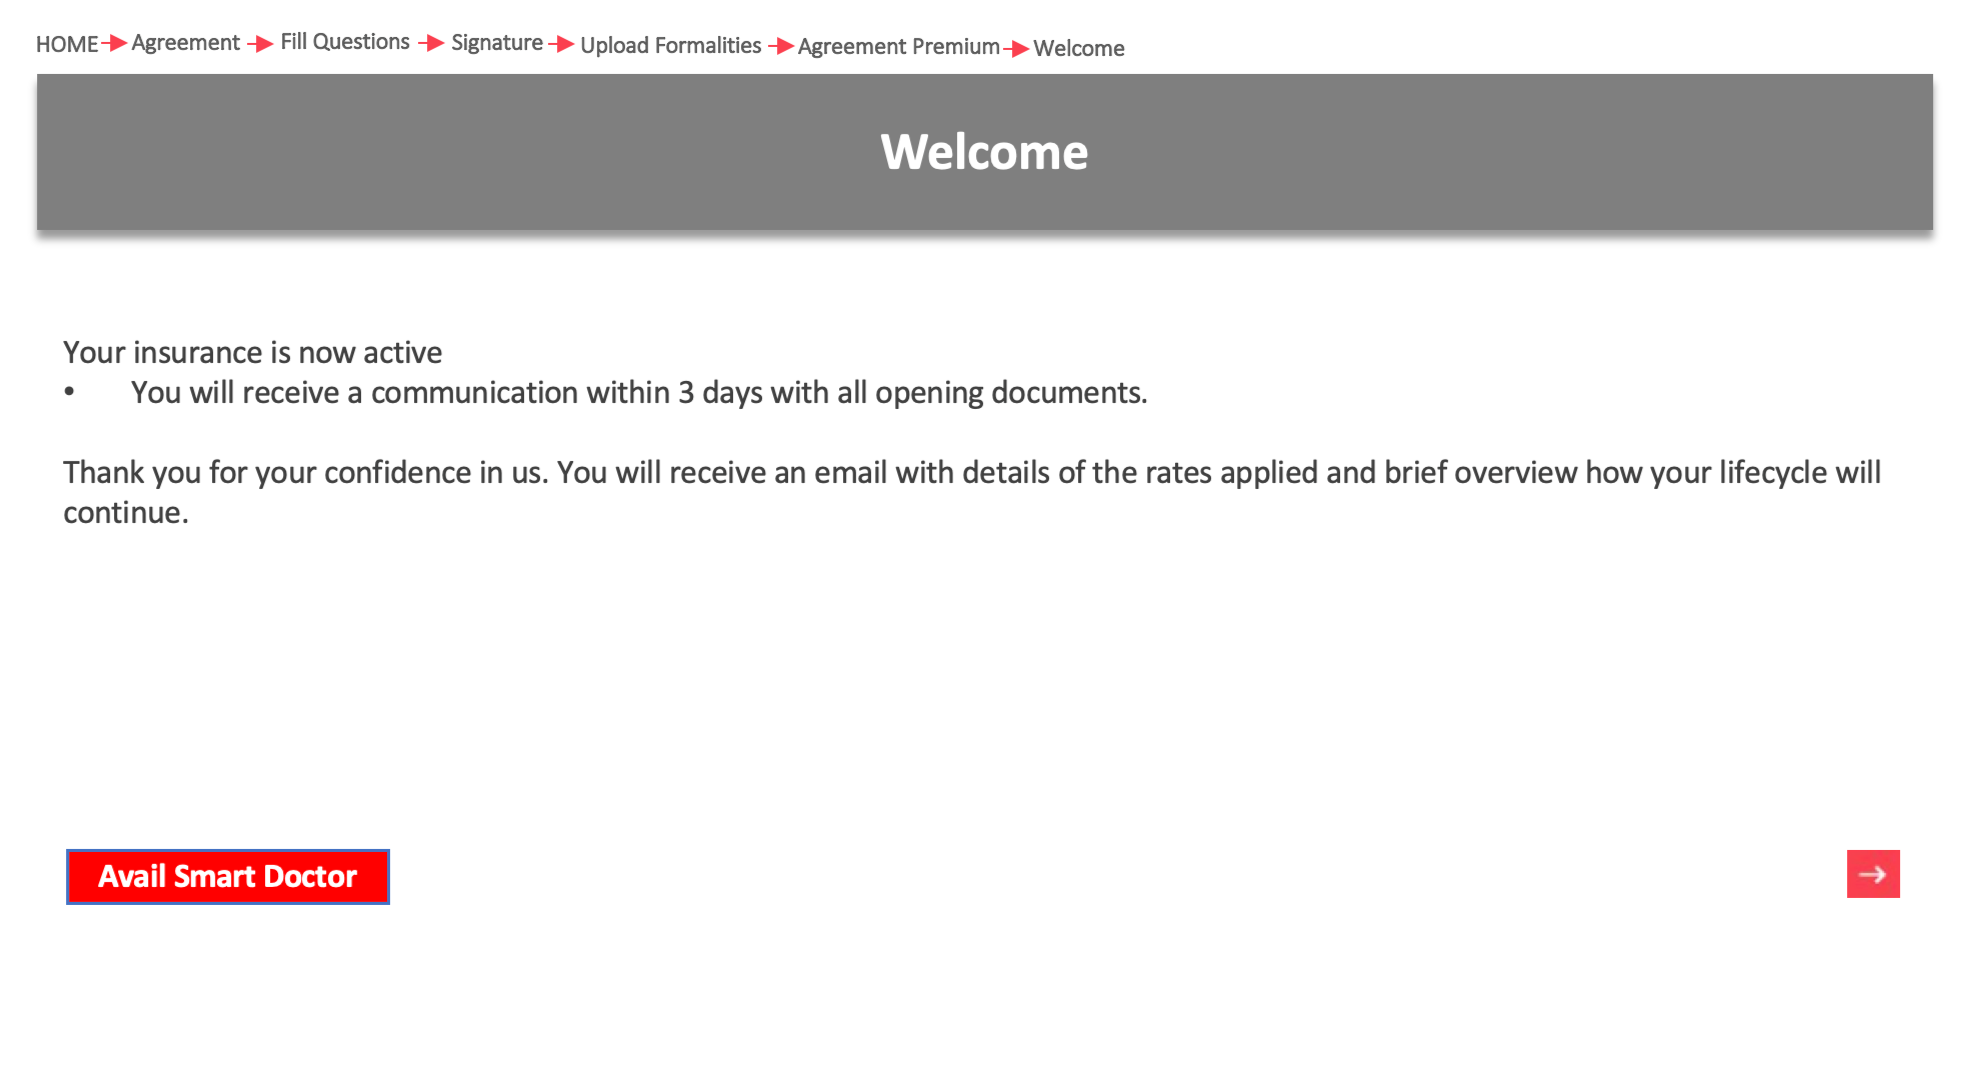 HOME Agreement Fill Questions Signature Upload Formalities Agreement Premium Welcome
Welcome
Your insurance is now active
• You will receive a communication within 3 days with all opening documents.
Thank you for your confidence in us. You will receive an email with details of the rates applied and brief overview how your lifecycle will
continue.
Avail Smart Doctor